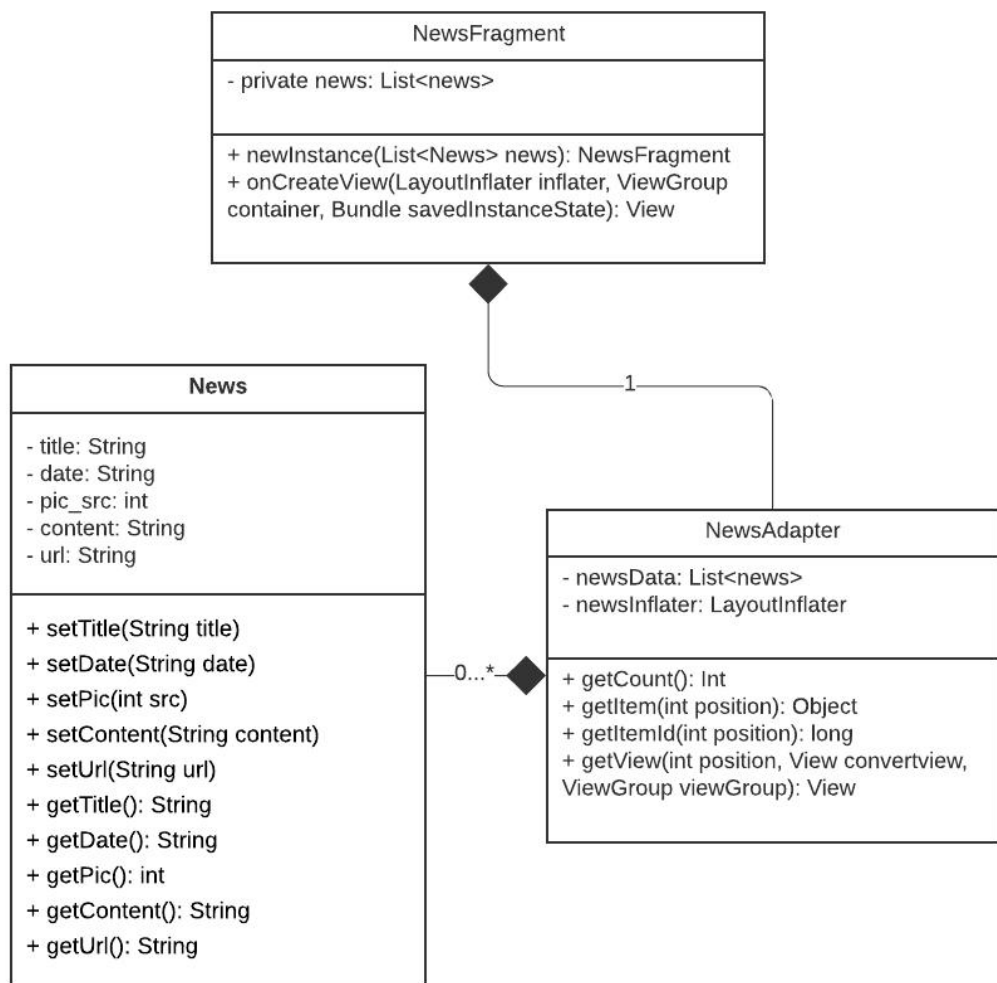 NewsFragment
- private news: List<news>
+ newInstance(List<News> news): NewsFragment
+ onCreateView(LayoutInflater inflater, ViewGroup
container, Bundle savedInstanceState): View
1
News
- title: String
- date: String
- pic_src: int
- content: String
- url: String
+ setTitle(String title)
+ setDate(String date)
+ setPic(int src)
+ setContent(String content)
+ setUrl(String url)
+ getTitle(): String
+ getDate(): String
+ getPic(): int
+ getContent(): String
+ getUrl(): String
0...*
NewsAdapter
- newsData: List<news>
- newsInflater: LayoutInflater
+ getCount(): Int
+ getItem(int position): Object
+ getItemId(int position): long
+ getView(int position, View convertview,
ViewGroup viewGroup): View